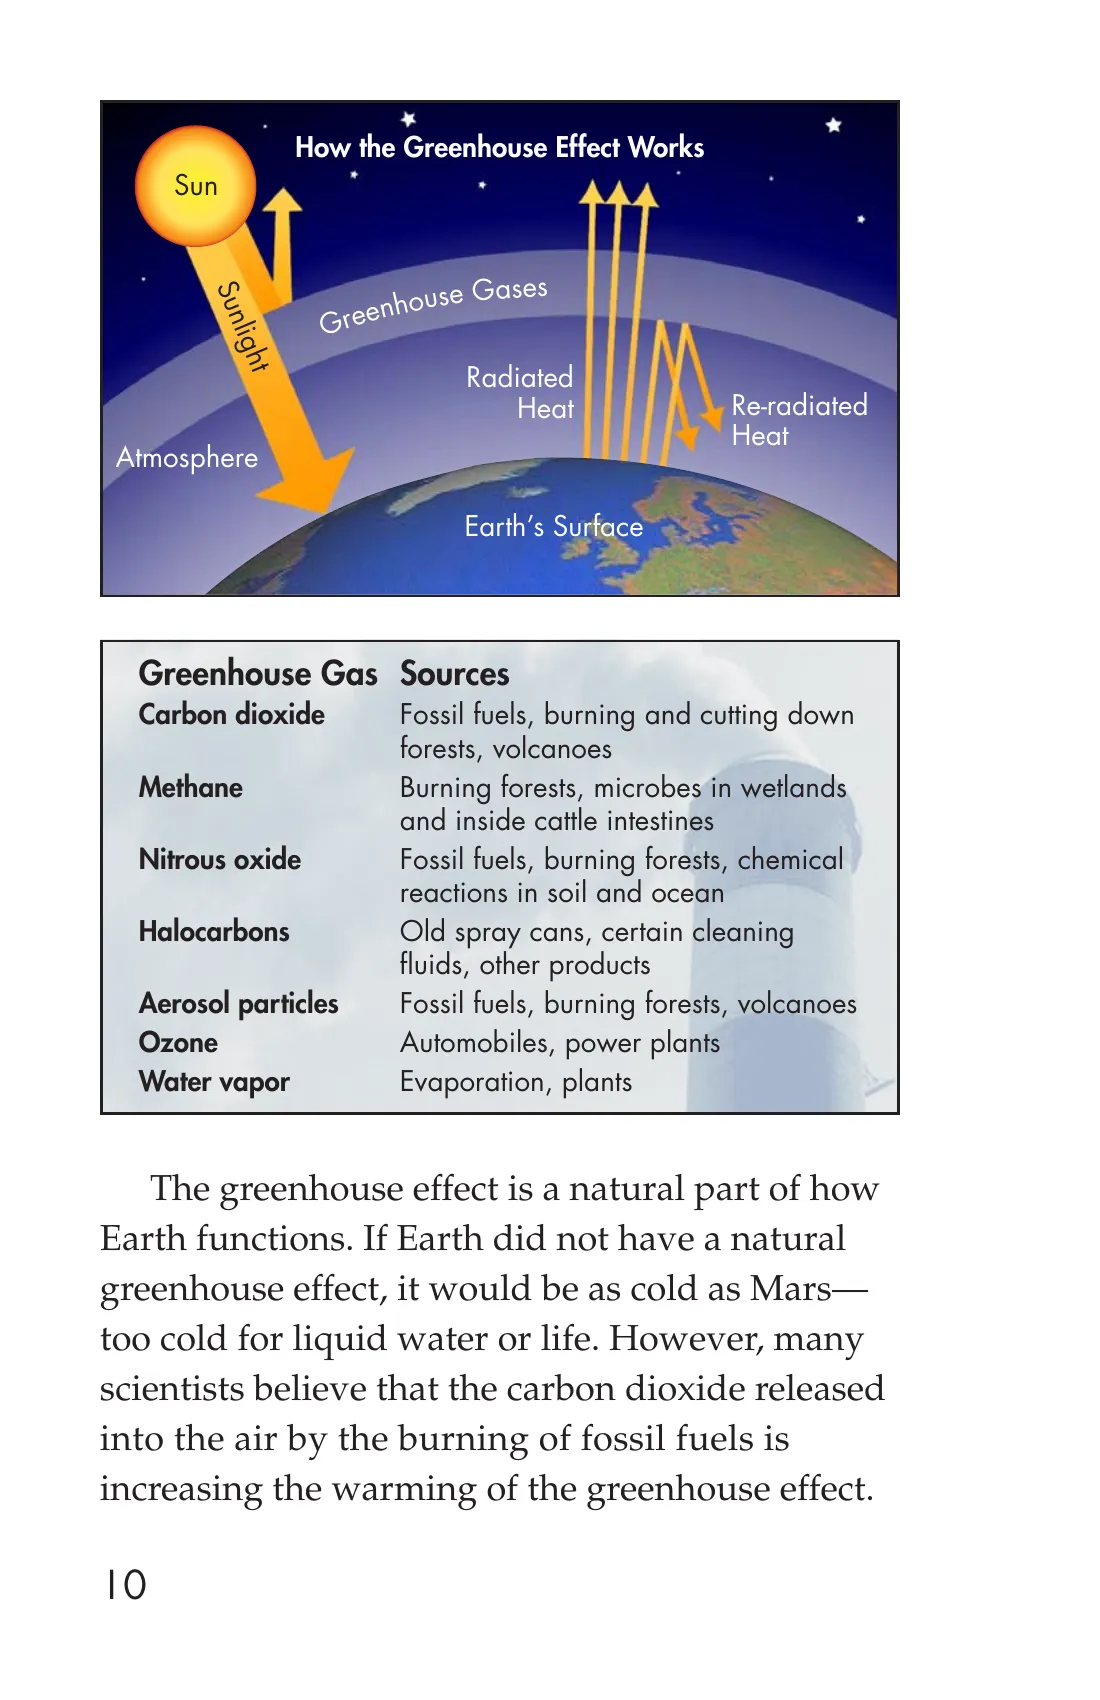 How the Greenhouse Effect Works
Sun
Sunlight
Greenhouse Gases
Radiated
Heat
Re-radiated
Heat
Atmosphere
Earth’s Surface
Greenhouse Gas Sources
Carbon dioxide Fossil fuels, burning and cutting down
forests, volcanoes
Methane Burning forests, microbes in wetlands
and inside cattle intestines
Nitrous oxide Fossil fuels, burning forests, chemical
reactions in soil and ocean
Halocarbons Old spray cans, certain cleaning
fluids, other products
Aerosol particles Fossil fuels, burning forests, volcanoes
Ozone Automobiles, power plants
Water vapor Evaporation, plants
The greenhouse effect is a natural part of how
Earth functions. If Earth did not have a natural
greenhouse effect, it would be as cold as Mars—
too cold for liquid water or life. However, many
scientists believe that the carbon dioxide released
into the air by the burning of fossil fuels is
increasing the warming of the greenhouse effect.
10